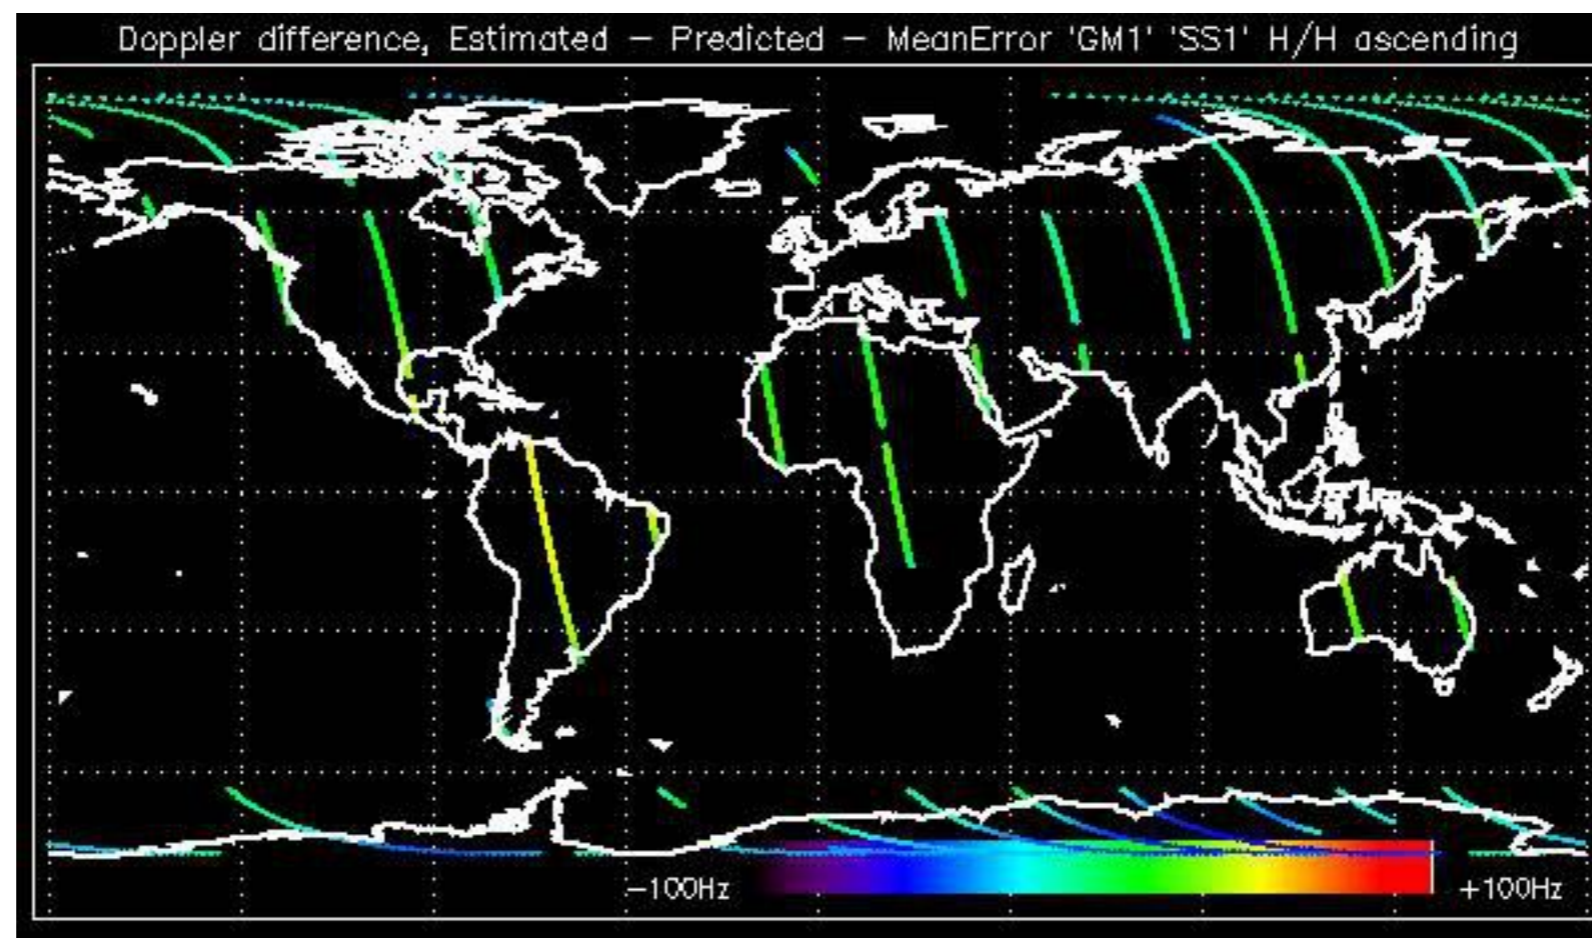 Doppler difference, Estimated – Predicted – MeanError 'GM1' 'SS1' H/H ascending
–100Hz
+100Hz